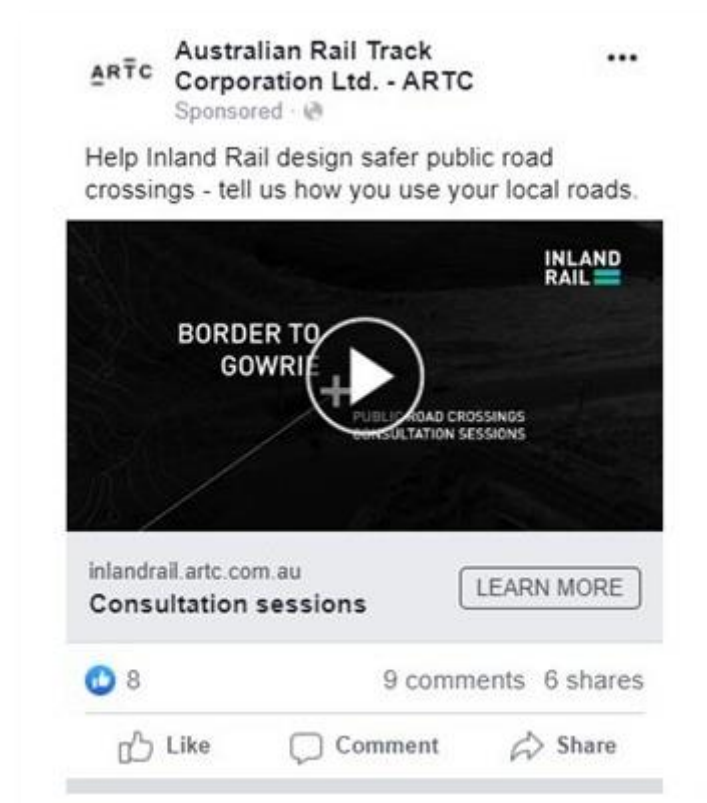 ARTC
Australian Rail Track
Corporation Ltd. - ARTC
Sponsored ·
Help Inland Rail design safer public road
crossings - tell us how you use your local roads.
INLAND
RAIL
BORDER TO
GOWRIE
PUBLIC ROAD CROSSINGS
CONSULTATION SESSIONS
inlandrail.artc.com.au
Consultation sessions
LEARN MORE
8
9 comments 6 shares
Like
Comment
Share